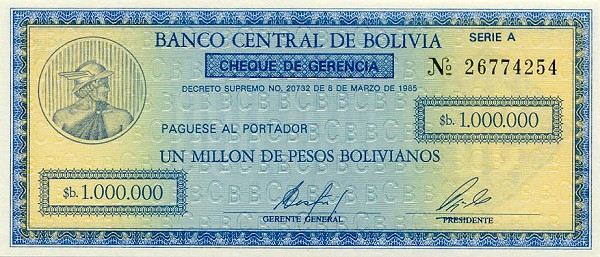 BANCO CENTRAL DE BOLIVIA
SERIE A
CHEQUE DE GERENCIA
№ 26774254
DECRETO SUPREMO NO. 20732 DE 8 DE MARZO DE 1985
PAGUESE AL PORTADOR
$b. 1.000.000
UN MILLON DE PESOS BOLIVIANOS
$b. 1.000.000
GERENTE GENERAL
PRESIDENTE